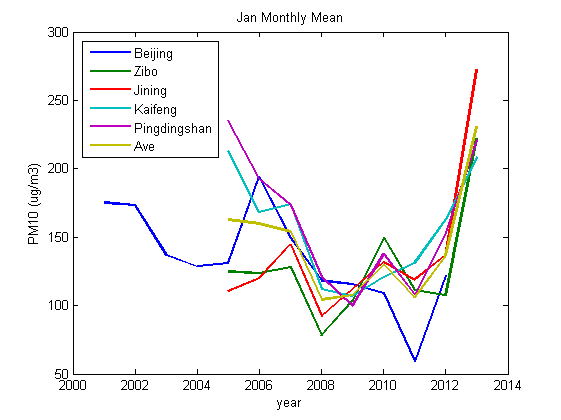 Jan Monthly Mean
300
250
200
150
100
50
PM10 (ug/m3)
Beijing
Zibo
Jining
Kaifeng
Pingdingshan
Ave
2000
2002
2004
2006
2008
2010
2012
2014
year